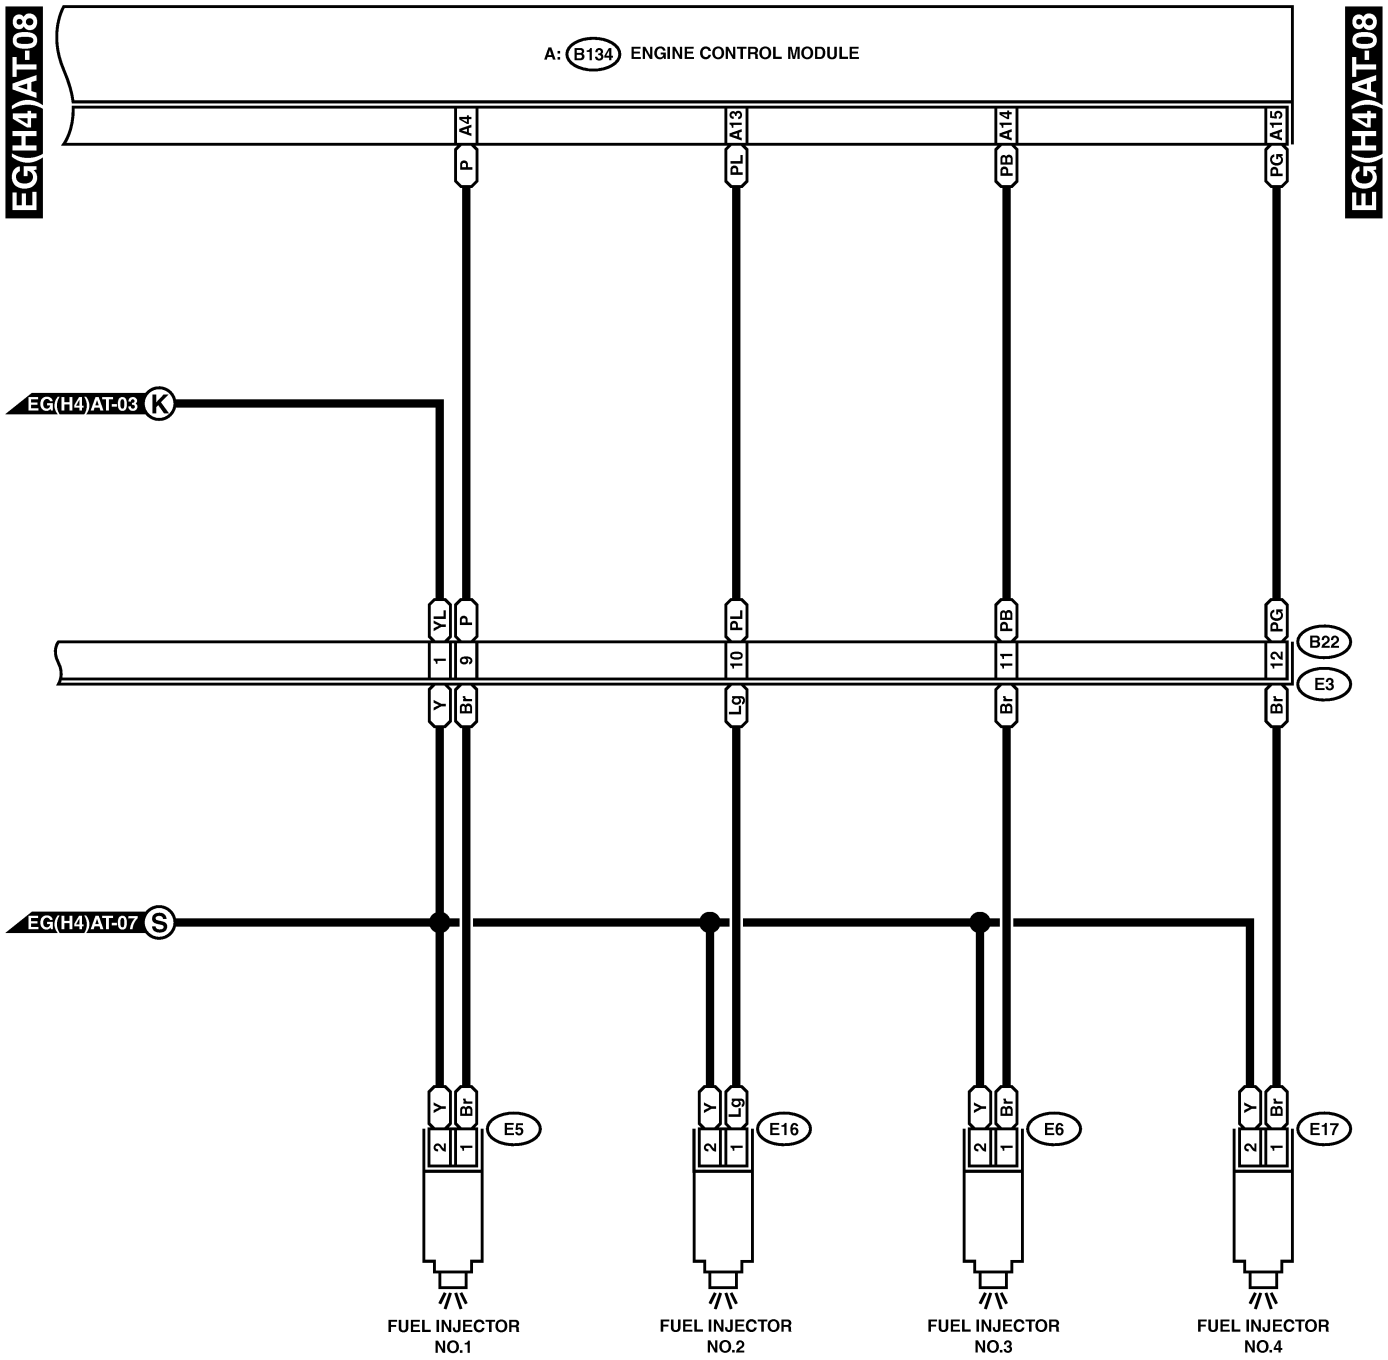 EG(H4)AT-08
EG(H4)AT-08
A: B134 ENGINE CONTROL MODULE
A4 A13 A14 A15
P PL PB PG
EG(H4)AT-03 K
YL P PL PB PG
1 9 10 11 12 B22
E3
Y Br Lg Br Br
EG(H4)AT-07 S
Y Br Y Lg Y Br Y Br
E5 E16 E6 E17
2 1 2 1 2 1 2 1
FUEL INJECTOR
NO.1
FUEL INJECTOR
NO.2
FUEL INJECTOR
NO.3
FUEL INJECTOR
NO.4